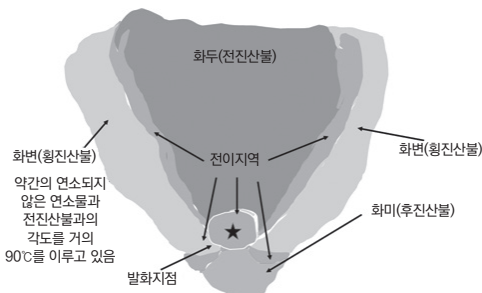 화두(전진산불)
화변(횡진산불)
전이지역
화변(횡진산불)
약간의 연소되지
않은 연소물과
전진산불과의
각도를 거의
90℃를 이루고 있음
화미(후진산불)
발화지점